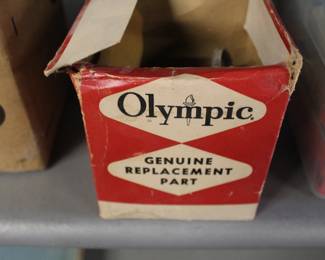 Olympic.
GENUINE
REPLACEMENT
PART